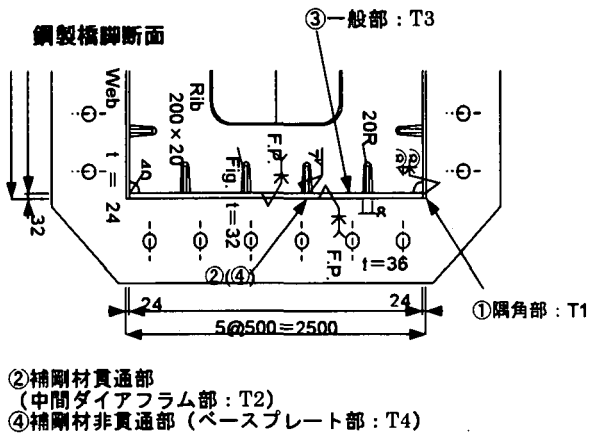 ③一般部：T3
鋼製橋脚断面
Web t = 24
Rib
200×20
F.P.
7
20R
40
Fig. t=32
R
32
F.P.
t=36
②(④)
24
24
①隅角部：T1
5@500=2500
②補剛材貫通部
（中間ダイアフラム部：T2）
④補剛材非貫通部（ベースプレート部：T4）